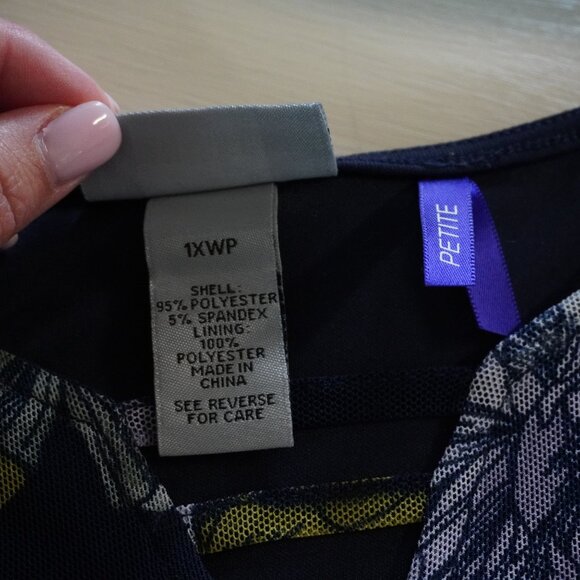 1XWP
SHELL:
95% POLYESTER
5% SPANDEX
LINING:
100%
POLYESTER
MADE IN
CHINA
SEE REVERSE
FOR CARE
PETITE